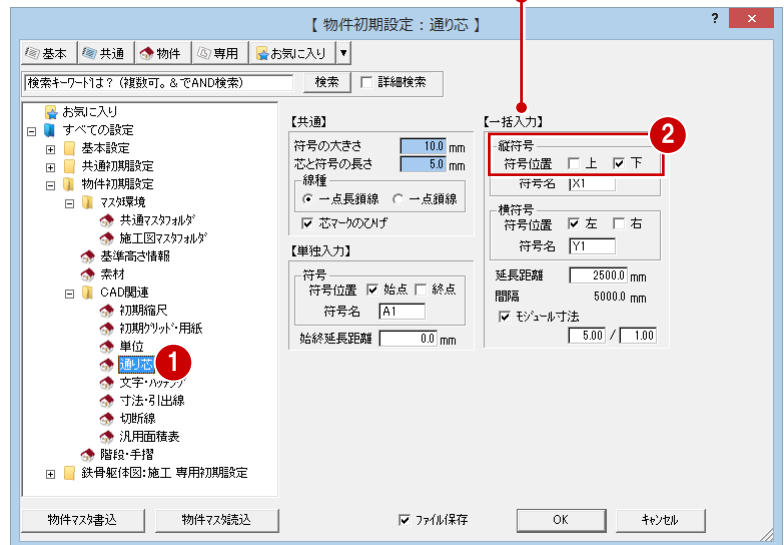 【 物件初期設定：通り芯 】
? ×
基本 共通 物件 専用 お気に入り ▼
検索キーワードは？（複数可。& でAND検索） 検索 詳細検索
お気に入り
すべての設定
基本設定
共通初期設定
物件初期設定
マスタ環境
共通マスタフォルダ
施工図マスタフォルダ
基準高さ情報
素材
CAD関連
初期縮尺
初期グリッド・用紙
単位
通り芯
1
文字・ハッチング
寸法・引出線
切断線
汎用面積表
階段・手摺
鉄骨躯体図:施工 専用初期設定
【共通】
符号の大きさ 10.0 mm
芯と符号の長さ 5.0 mm
線種
一点長鎖線 一点鎖線
芯マークのひげ
【単独入力】
符号
符号位置 始点 終点
符号名 A1
始終延長距離 0.0 mm
【一括入力】
2
縦符号
符号位置 上 下
符号名 X1
横符号
符号位置 左 右
符号名 Y1
延長距離 2500.0 mm
間隔 5000.0 mm
モジュール寸法
5.00 / 1.00
物件マスタ書込 物件マスタ読込 ファイル保存 OK キャンセル